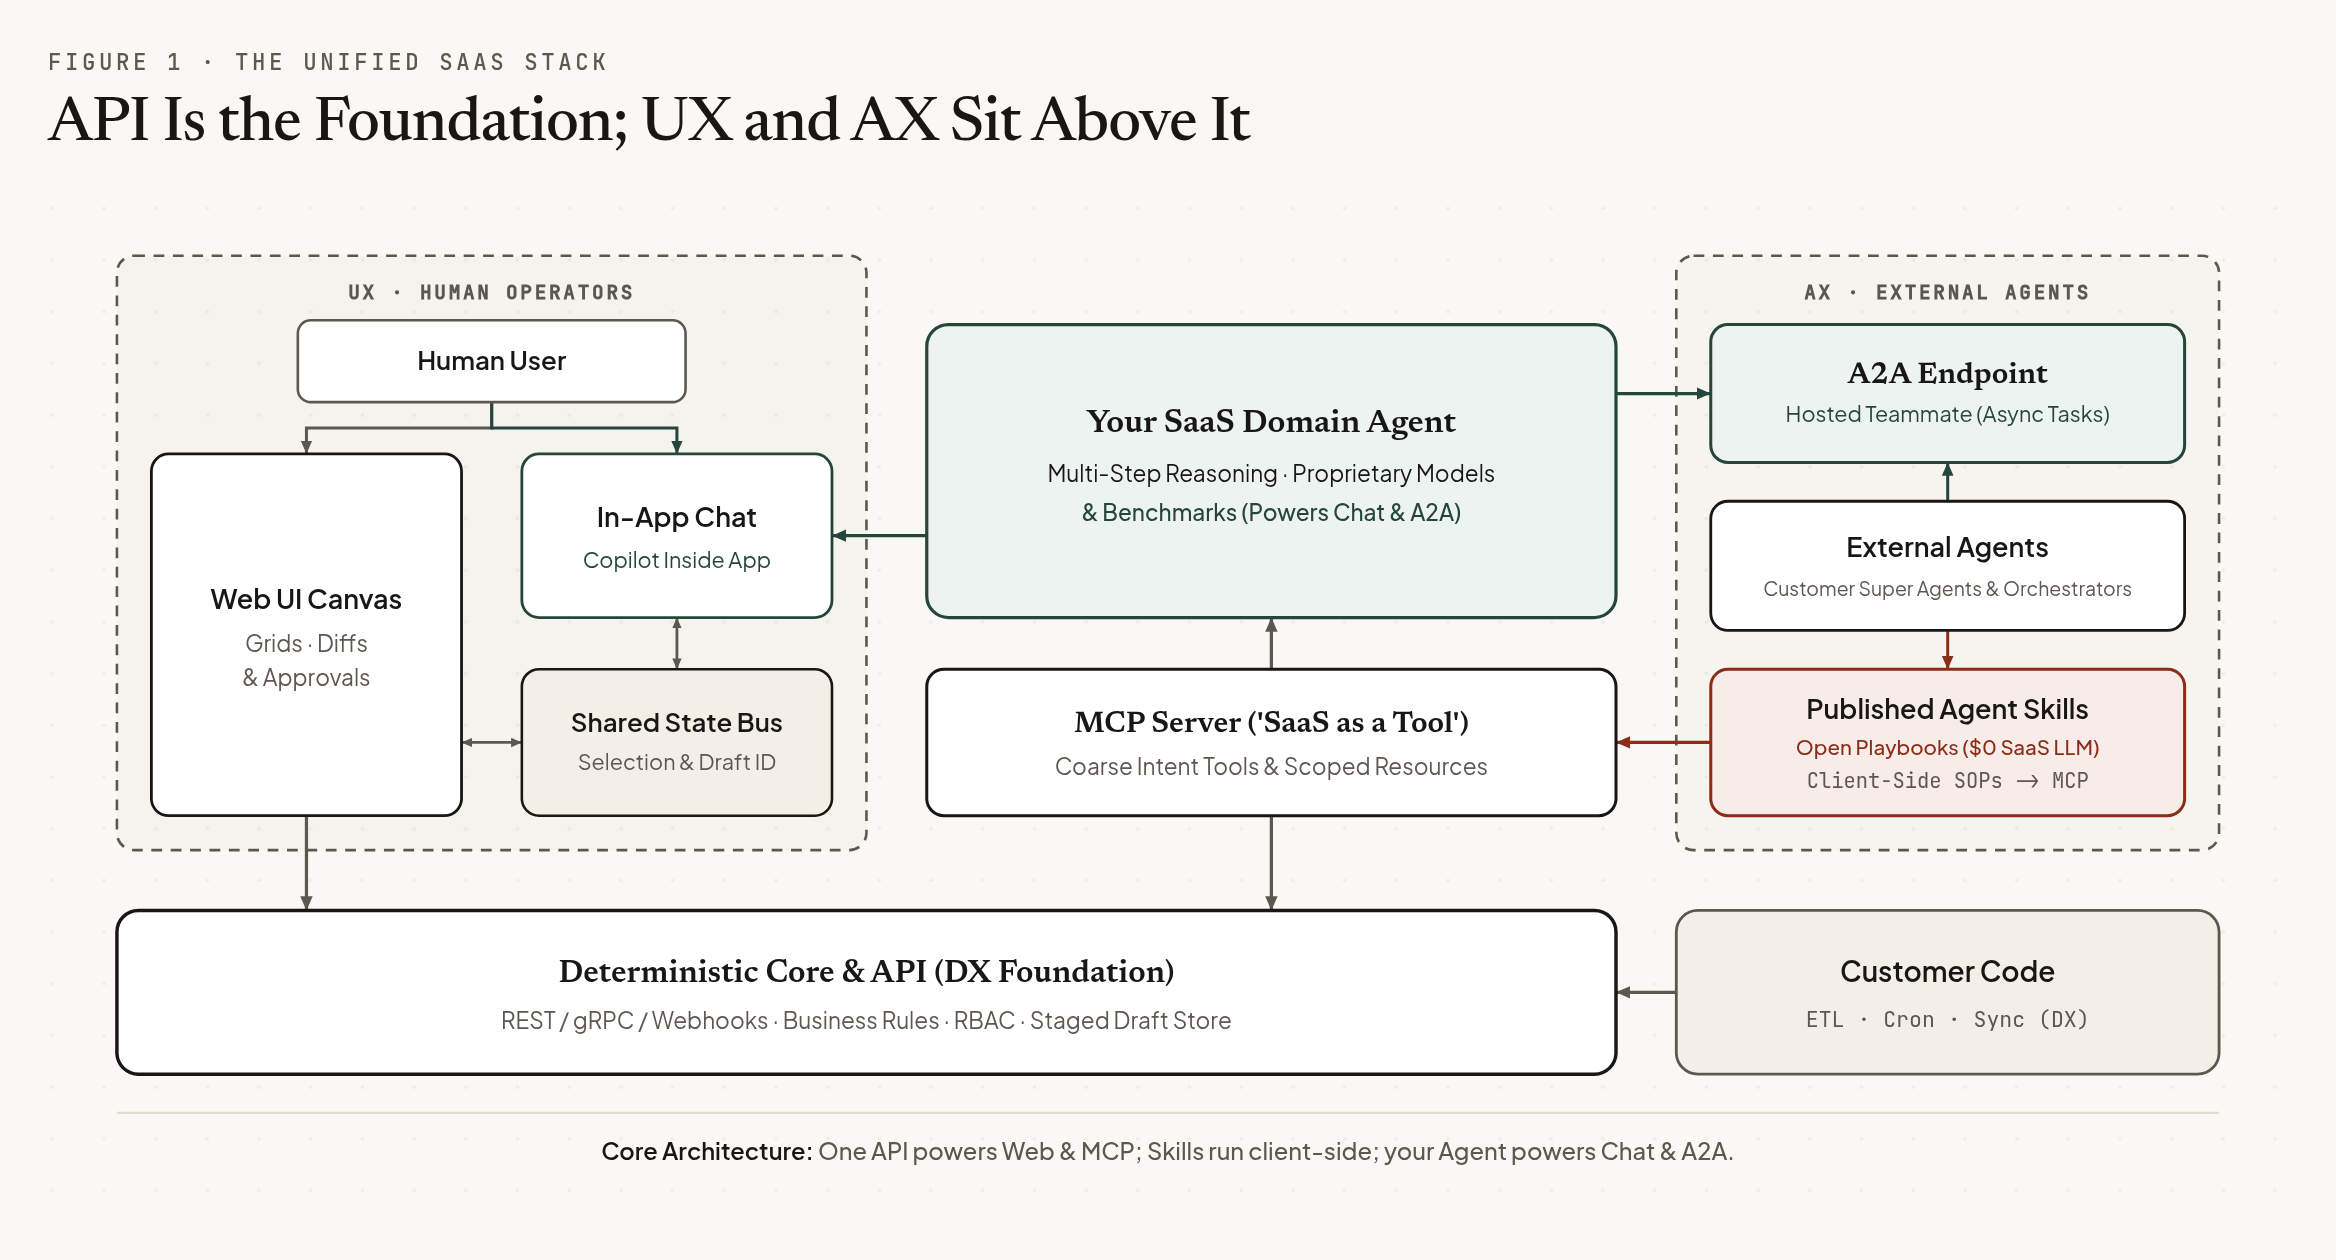 FIGURE 1 · THE UNIFIED SAAS STACK
API Is the Foundation; UX and AX Sit Above It
UX · HUMAN OPERATORS
Human User
Web UI Canvas
Grids · Diffs
& Approvals
In-App Chat
Copilot Inside App
Shared State Bus
Selection & Draft ID
Your SaaS Domain Agent
Multi-Step Reasoning · Proprietary Models
& Benchmarks (Powers Chat & A2A)
MCP Server ('SaaS as a Tool')
Coarse Intent Tools & Scoped Resources
AX · EXTERNAL AGENTS
A2A Endpoint
Hosted Teammate (Async Tasks)
External Agents
Customer Super Agents & Orchestrators
Published Agent Skills
Open Playbooks ($0 SaaS LLM)
Client-Side SOPs → MCP
Deterministic Core & API (DX Foundation)
REST / gRPC / Webhooks · Business Rules · RBAC · Staged Draft Store
Customer Code
ETL · Cron · Sync (DX)
Core Architecture: One API powers Web & MCP; Skills run client-side; your Agent powers Chat & A2A.